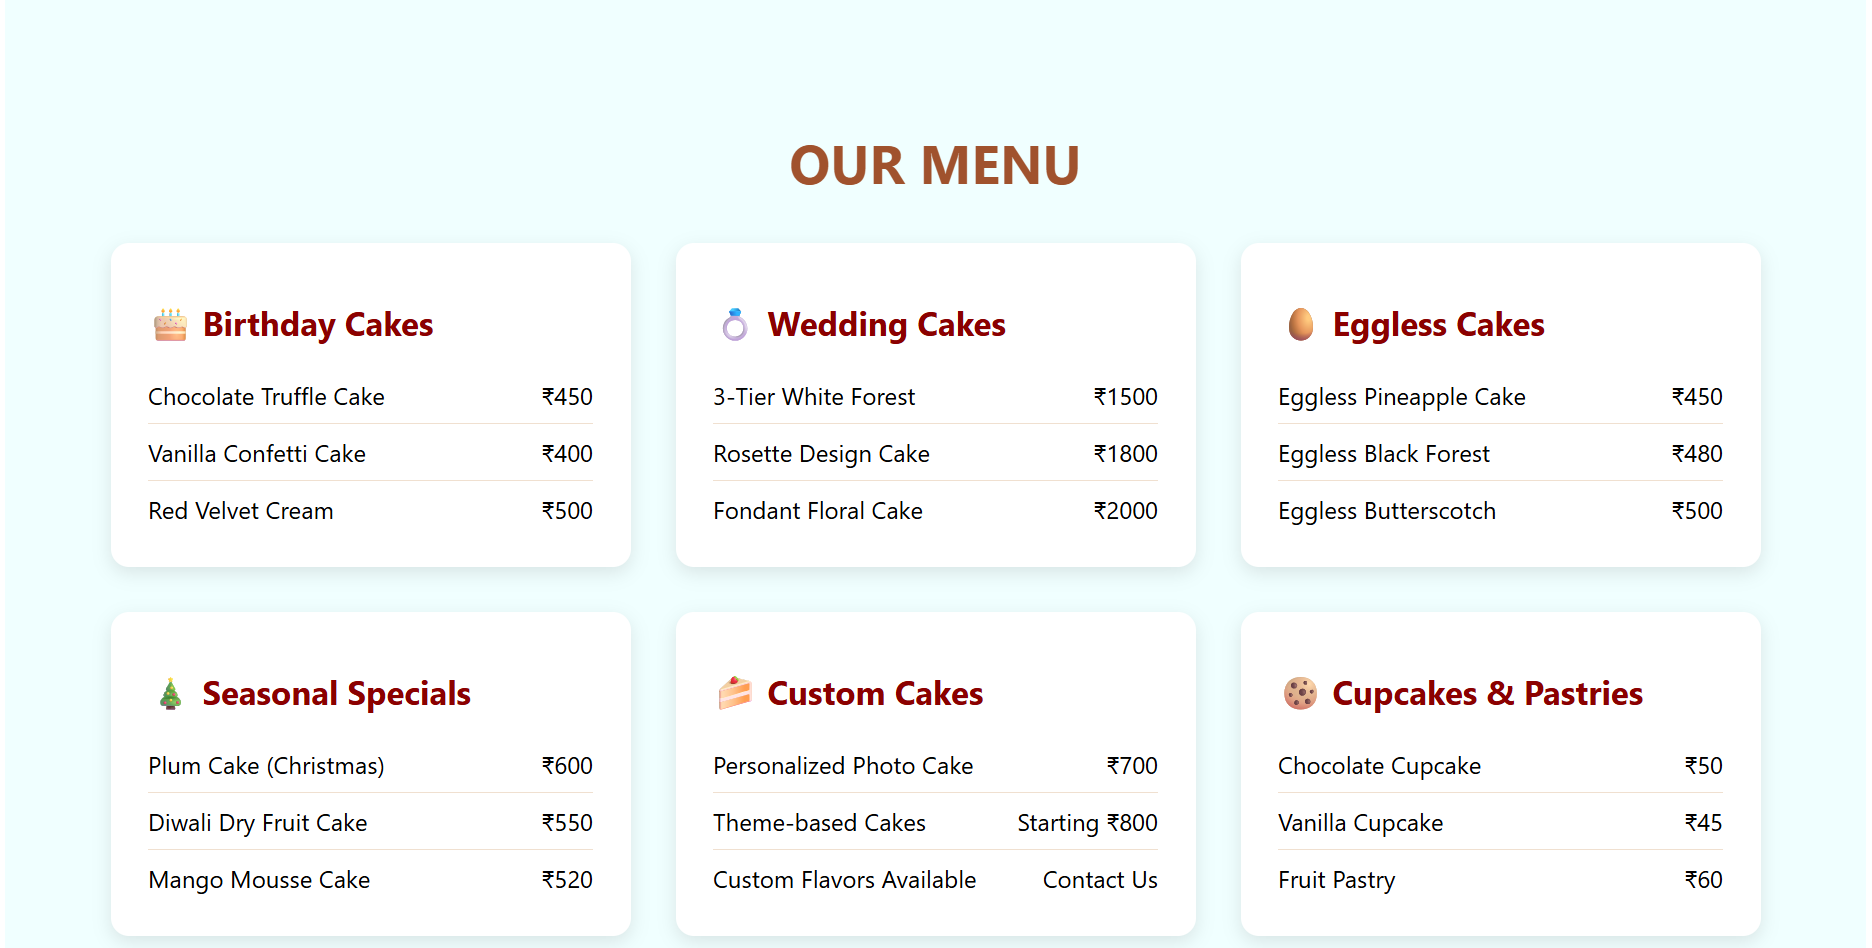 OUR MENU
Birthday Cakes
Chocolate Truffle Cake ₹450
Vanilla Confetti Cake ₹400
Red Velvet Cream ₹500
Wedding Cakes
3-Tier White Forest ₹1500
Rosette Design Cake ₹1800
Fondant Floral Cake ₹2000
Eggless Cakes
Eggless Pineapple Cake ₹450
Eggless Black Forest ₹480
Eggless Butterscotch ₹500
Seasonal Specials
Plum Cake (Christmas) ₹600
Diwali Dry Fruit Cake ₹550
Mango Mousse Cake ₹520
Custom Cakes
Personalized Photo Cake ₹700
Theme-based Cakes Starting ₹800
Custom Flavors Available Contact Us
Cupcakes & Pastries
Chocolate Cupcake ₹50
Vanilla Cupcake ₹45
Fruit Pastry ₹60